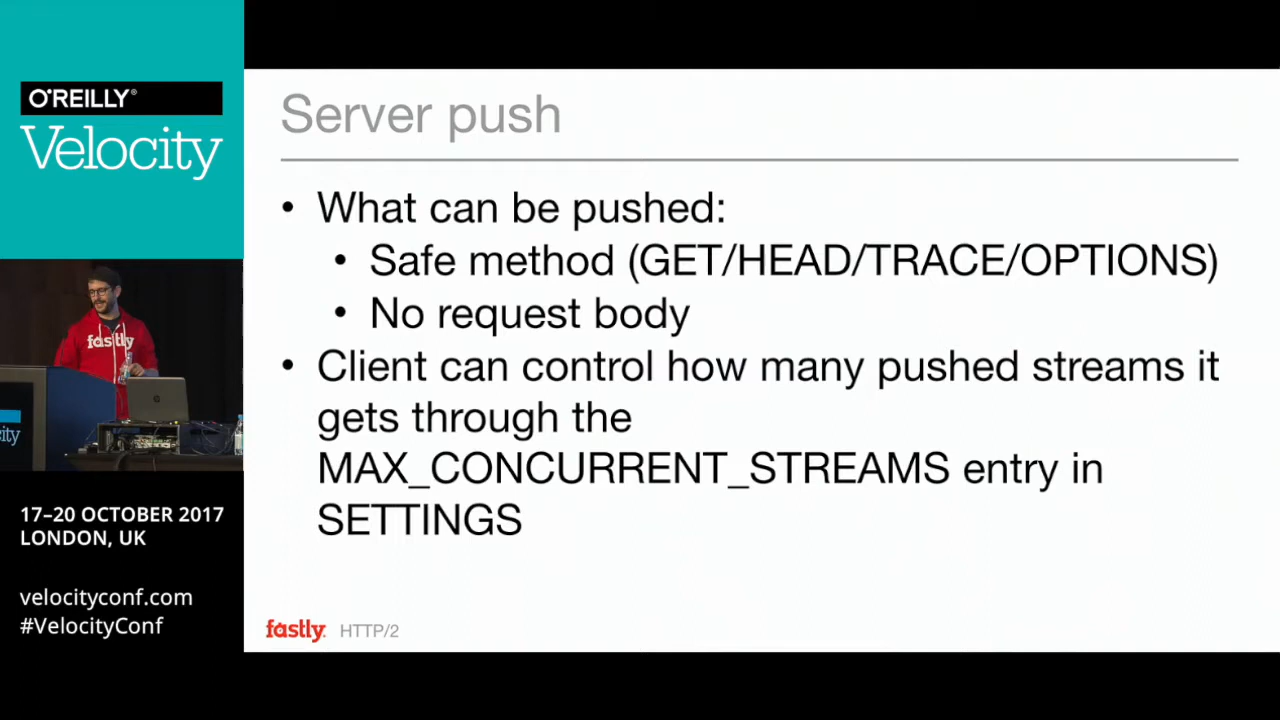 O'REILLY®
Velocity
Server push
• What can be pushed:
• Safe method (GET/HEAD/TRACE/OPTIONS)
• No request body
• Client can control how many pushed streams it
gets through the
MAX_CONCURRENT_STREAMS entry in
SETTINGS
fastly
city
17–20 OCTOBER 2017
LONDON, UK
velocityconf.com
#VelocityConf
fastly. HTTP/2